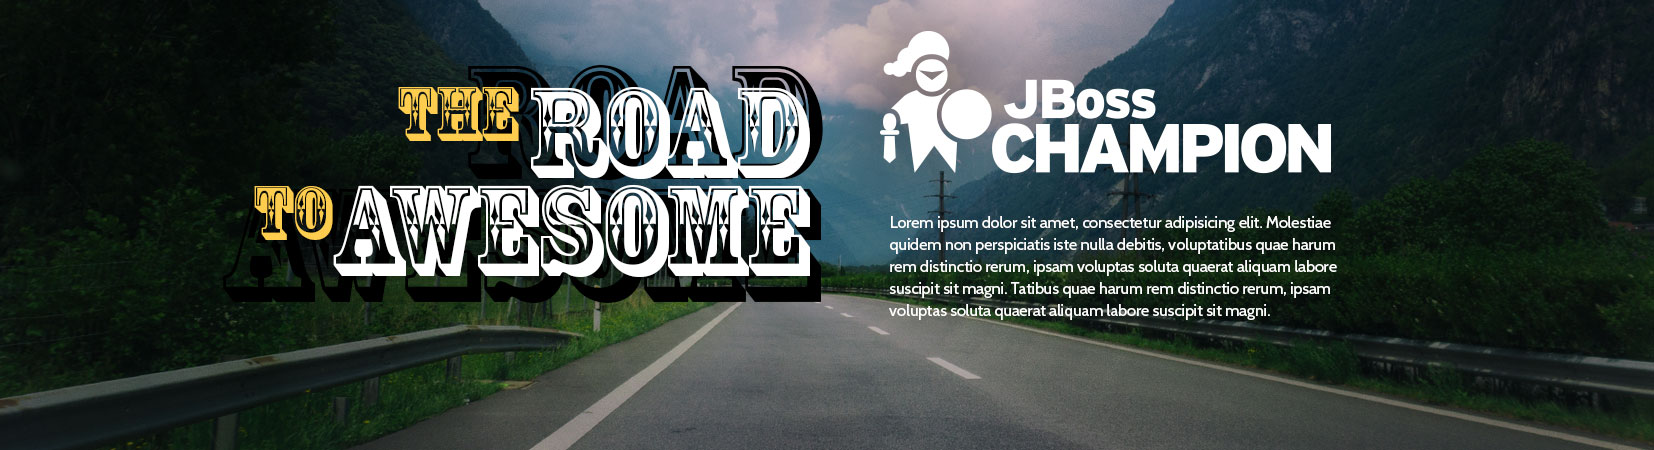 THE ROAD
TO AWESOME
JBoss
CHAMPION
Lorem ipsum dolor sit amet, consectetur adipisicing elit. Molestiae
quidem non perspiciatis iste nulla debitis, voluptatibus quae harum
rem distinctio rerum, ipsam voluptas soluta quaerat aliquam labore
suscipit sit magni. Tatibus quae harum rem distinctio rerum, ipsam
voluptas soluta quaerat aliquam labore suscipit sit magni.